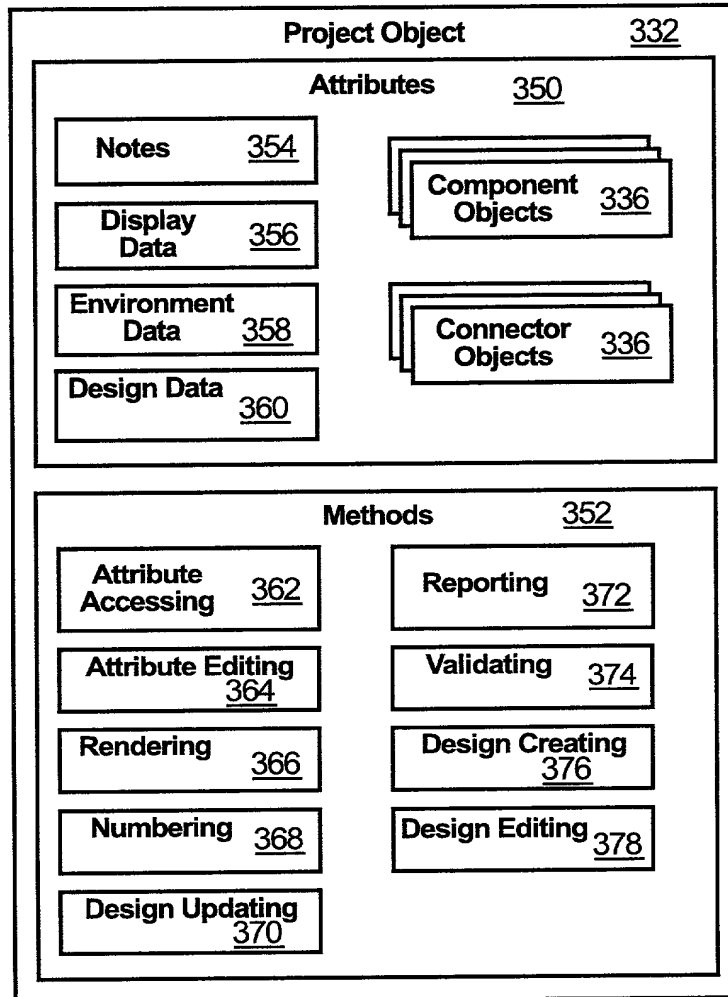 Project Object 332
Attributes 350
Notes 354
Display
Data 356
Environment
Data 358
Design Data
360
Component
Objects 336
Connector
Objects 336
Methods 352
Attribute
Accessing 362
Attribute Editing
364
Rendering
366
Numbering
368
Design Updating
370
Reporting
372
Validating
374
Design Creating
376
Design Editing
378